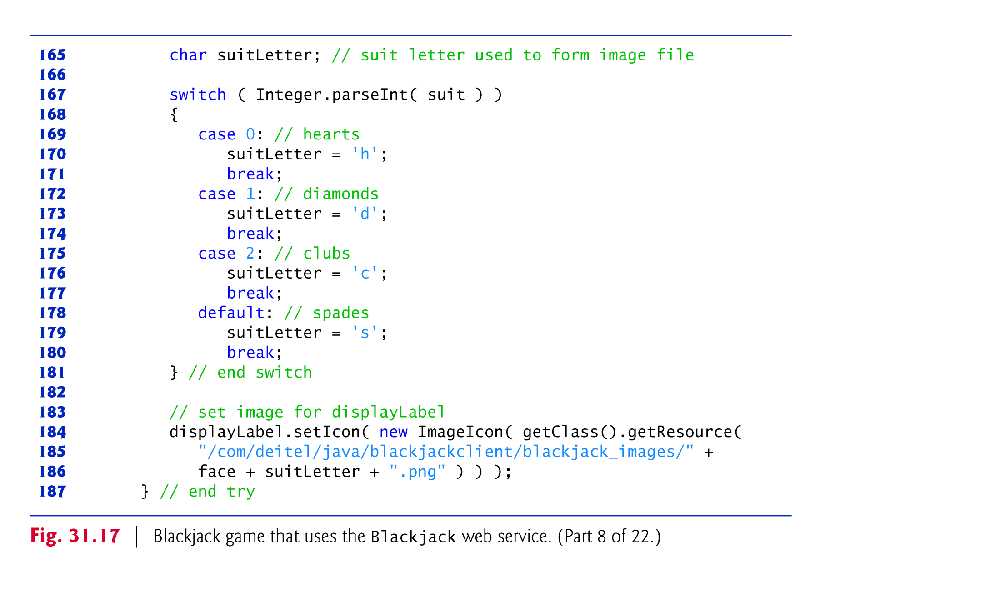 165 char suitLetter; // suit letter used to form image file
166
167 switch ( Integer.parseInt( suit ) )
168 {
169 case 0: // hearts
170 suitLetter = 'h';
171 break;
172 case 1: // diamonds
173 suitLetter = 'd';
174 break;
175 case 2: // clubs
176 suitLetter = 'c';
177 break;
178 default: // spades
179 suitLetter = 's';
180 break;
181 } // end switch
182
183 // set image for displayLabel
184 displayLabel.setIcon( new ImageIcon( getClass().getResource(
185 "/com/deitel/java/blackjackclient/blackjack_images/" +
186 face + suitLetter + ".png" ) ) );
187 } // end try
Fig. 31.17 | Blackjack game that uses the Blackjack web service. (Part 8 of 22.)